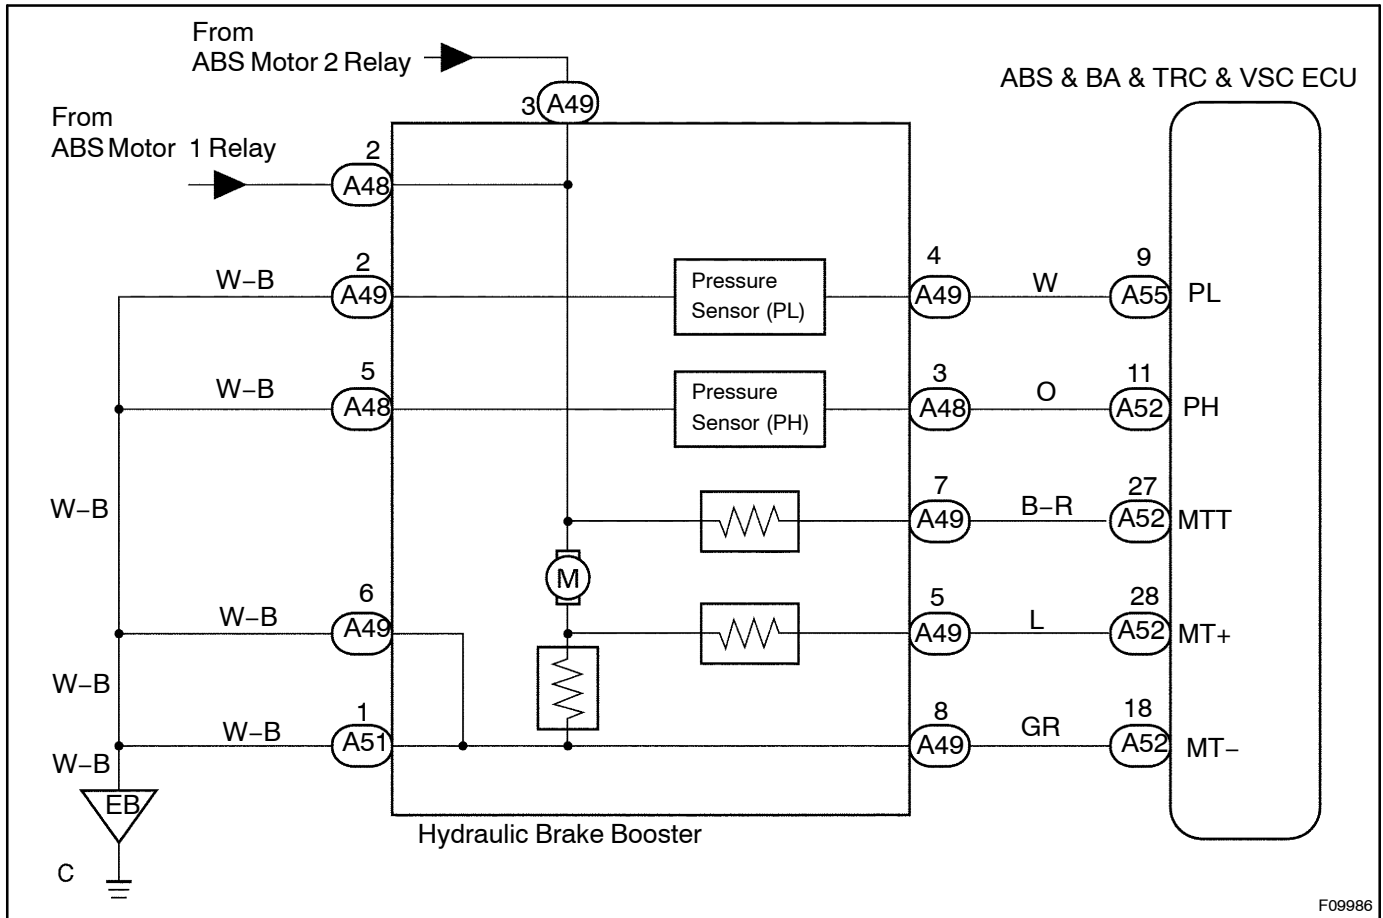 From
ABS Motor 2 Relay
ABS & BA & TRC & VSC ECU
3 A49
From
ABS Motor 1 Relay
2
A48
2
W–B
A49
Pressure
Sensor (PL)
4
A49
W
9
A55
PL
5
W–B
A48
Pressure
Sensor (PH)
3
A48
O
11
A52
PH
W–B
7
A49
B–R
27
A52
MTT
M
6
W–B
A49
5
A49
L
28
A52
MT+
W–B
1
W–B
A51
8
A49
GR
18
A52
MT–
W–B
EB
Hydraulic Brake Booster
C
F09986